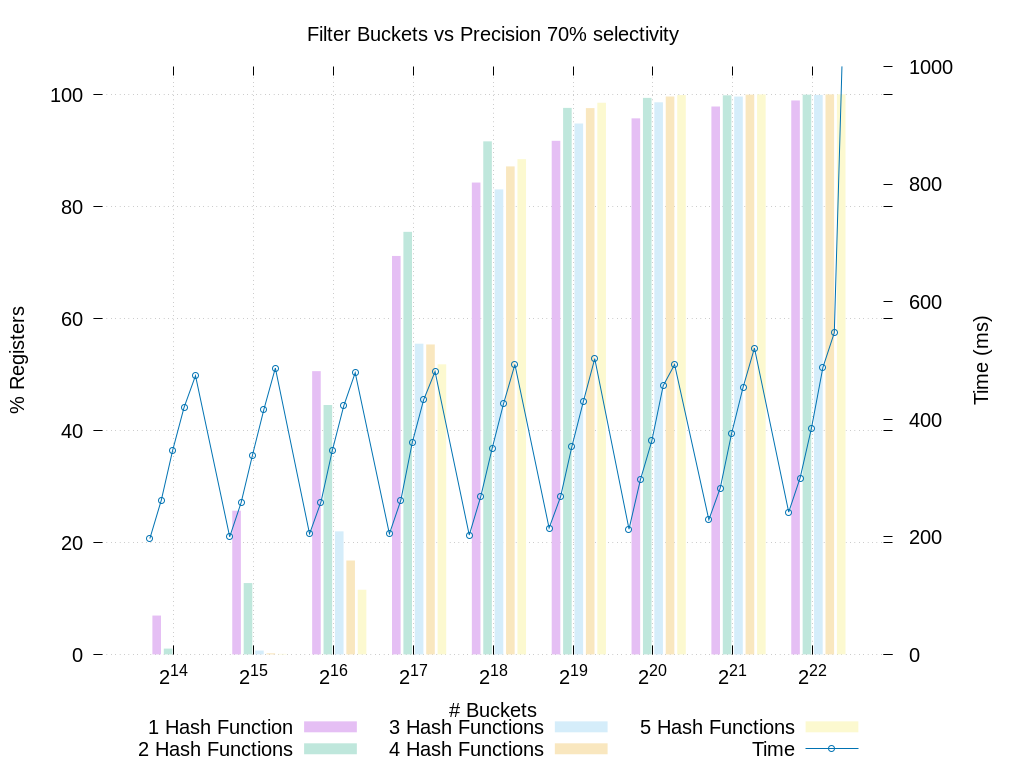 Filter Buckets vs Precision 70% selectivity
100
80
60
40
20
0
% Registers
1000
800
600
400
200
0
Time (ms)
2^14 2^15 2^16 2^17 2^18 2^19 2^20 2^21 2^22
# Buckets
1 Hash Function 3 Hash Functions 5 Hash Functions
2 Hash Functions 4 Hash Functions Time